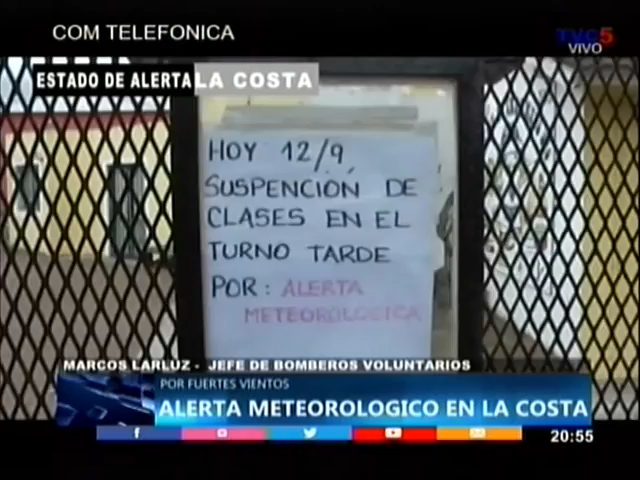 COM TELEFONICA
TVC5
VIVO
ESTADO DE ALERTA LA COSTA
HOY 12/9
SUSPENCIÓN DE
CLASES EN EL
TURNO TARDE
POR: ALERTA
METEOROLOGICA
MARCOS LARLUZ - JEFE DE BOMBEROS VOLUNTARIOS
POR FUERTES VIENTOS
ALERTA METEOROLOGICO EN LA COSTA
20:55